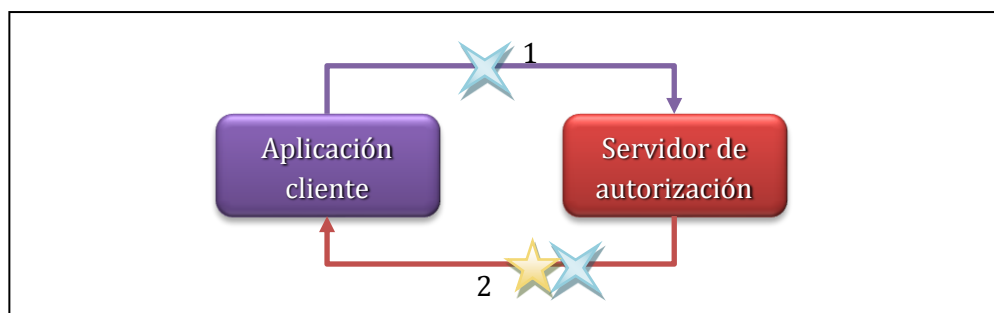 1
Aplicación
cliente
Servidor de
autorización
2